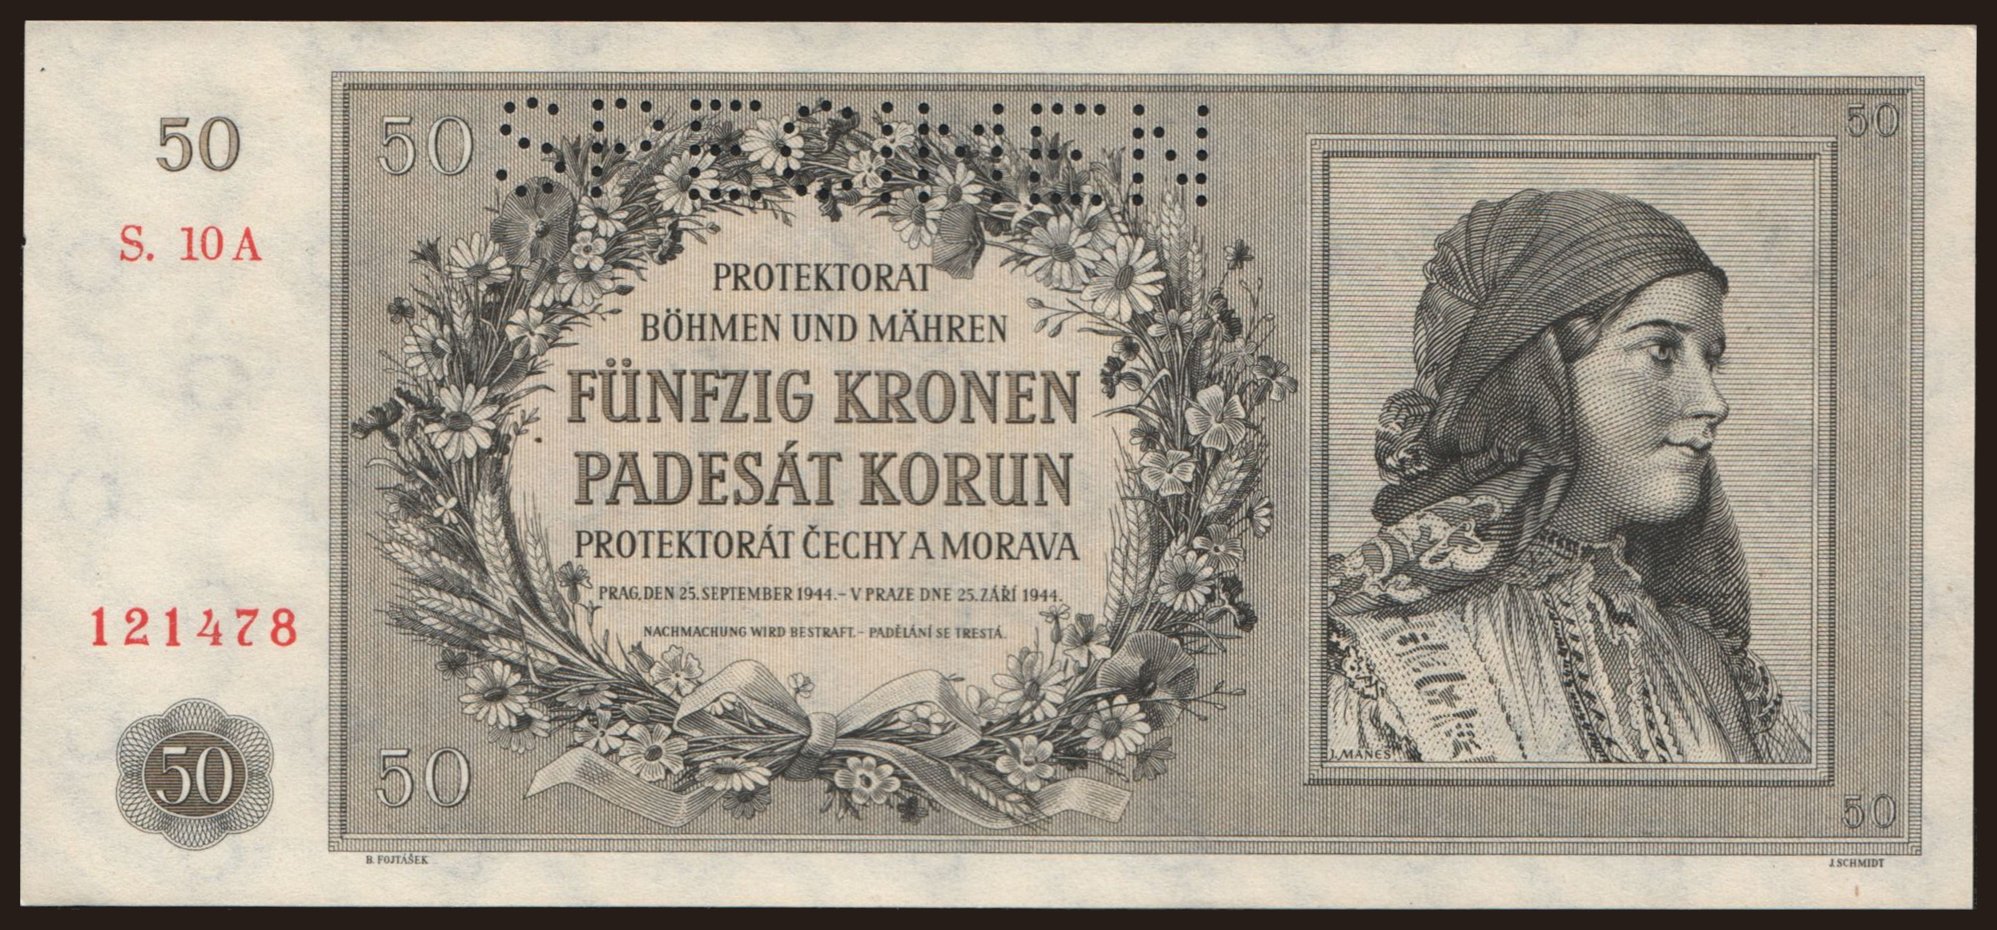 50
S. 10 A
121478
50
50
SPECIMEN
50
PROTEKTORAT
BÖHMEN UND MÄHREN
FÜNFZIG KRONEN
PADESÁT KORUN
PROTEKTORÁT ČECHY A MORAVA
PRAG, DEN 25. SEPTEMBER 1944. – V PRAZE DNE 25. ZÁŘÍ 1944.
NACHMACHUNG WIRD BESTRAFT. – PADĚLÁNÍ SE TRESTÁ.
50
J. MÁNES
50
B. FOJTÁŠEK
J. SCHMIDT